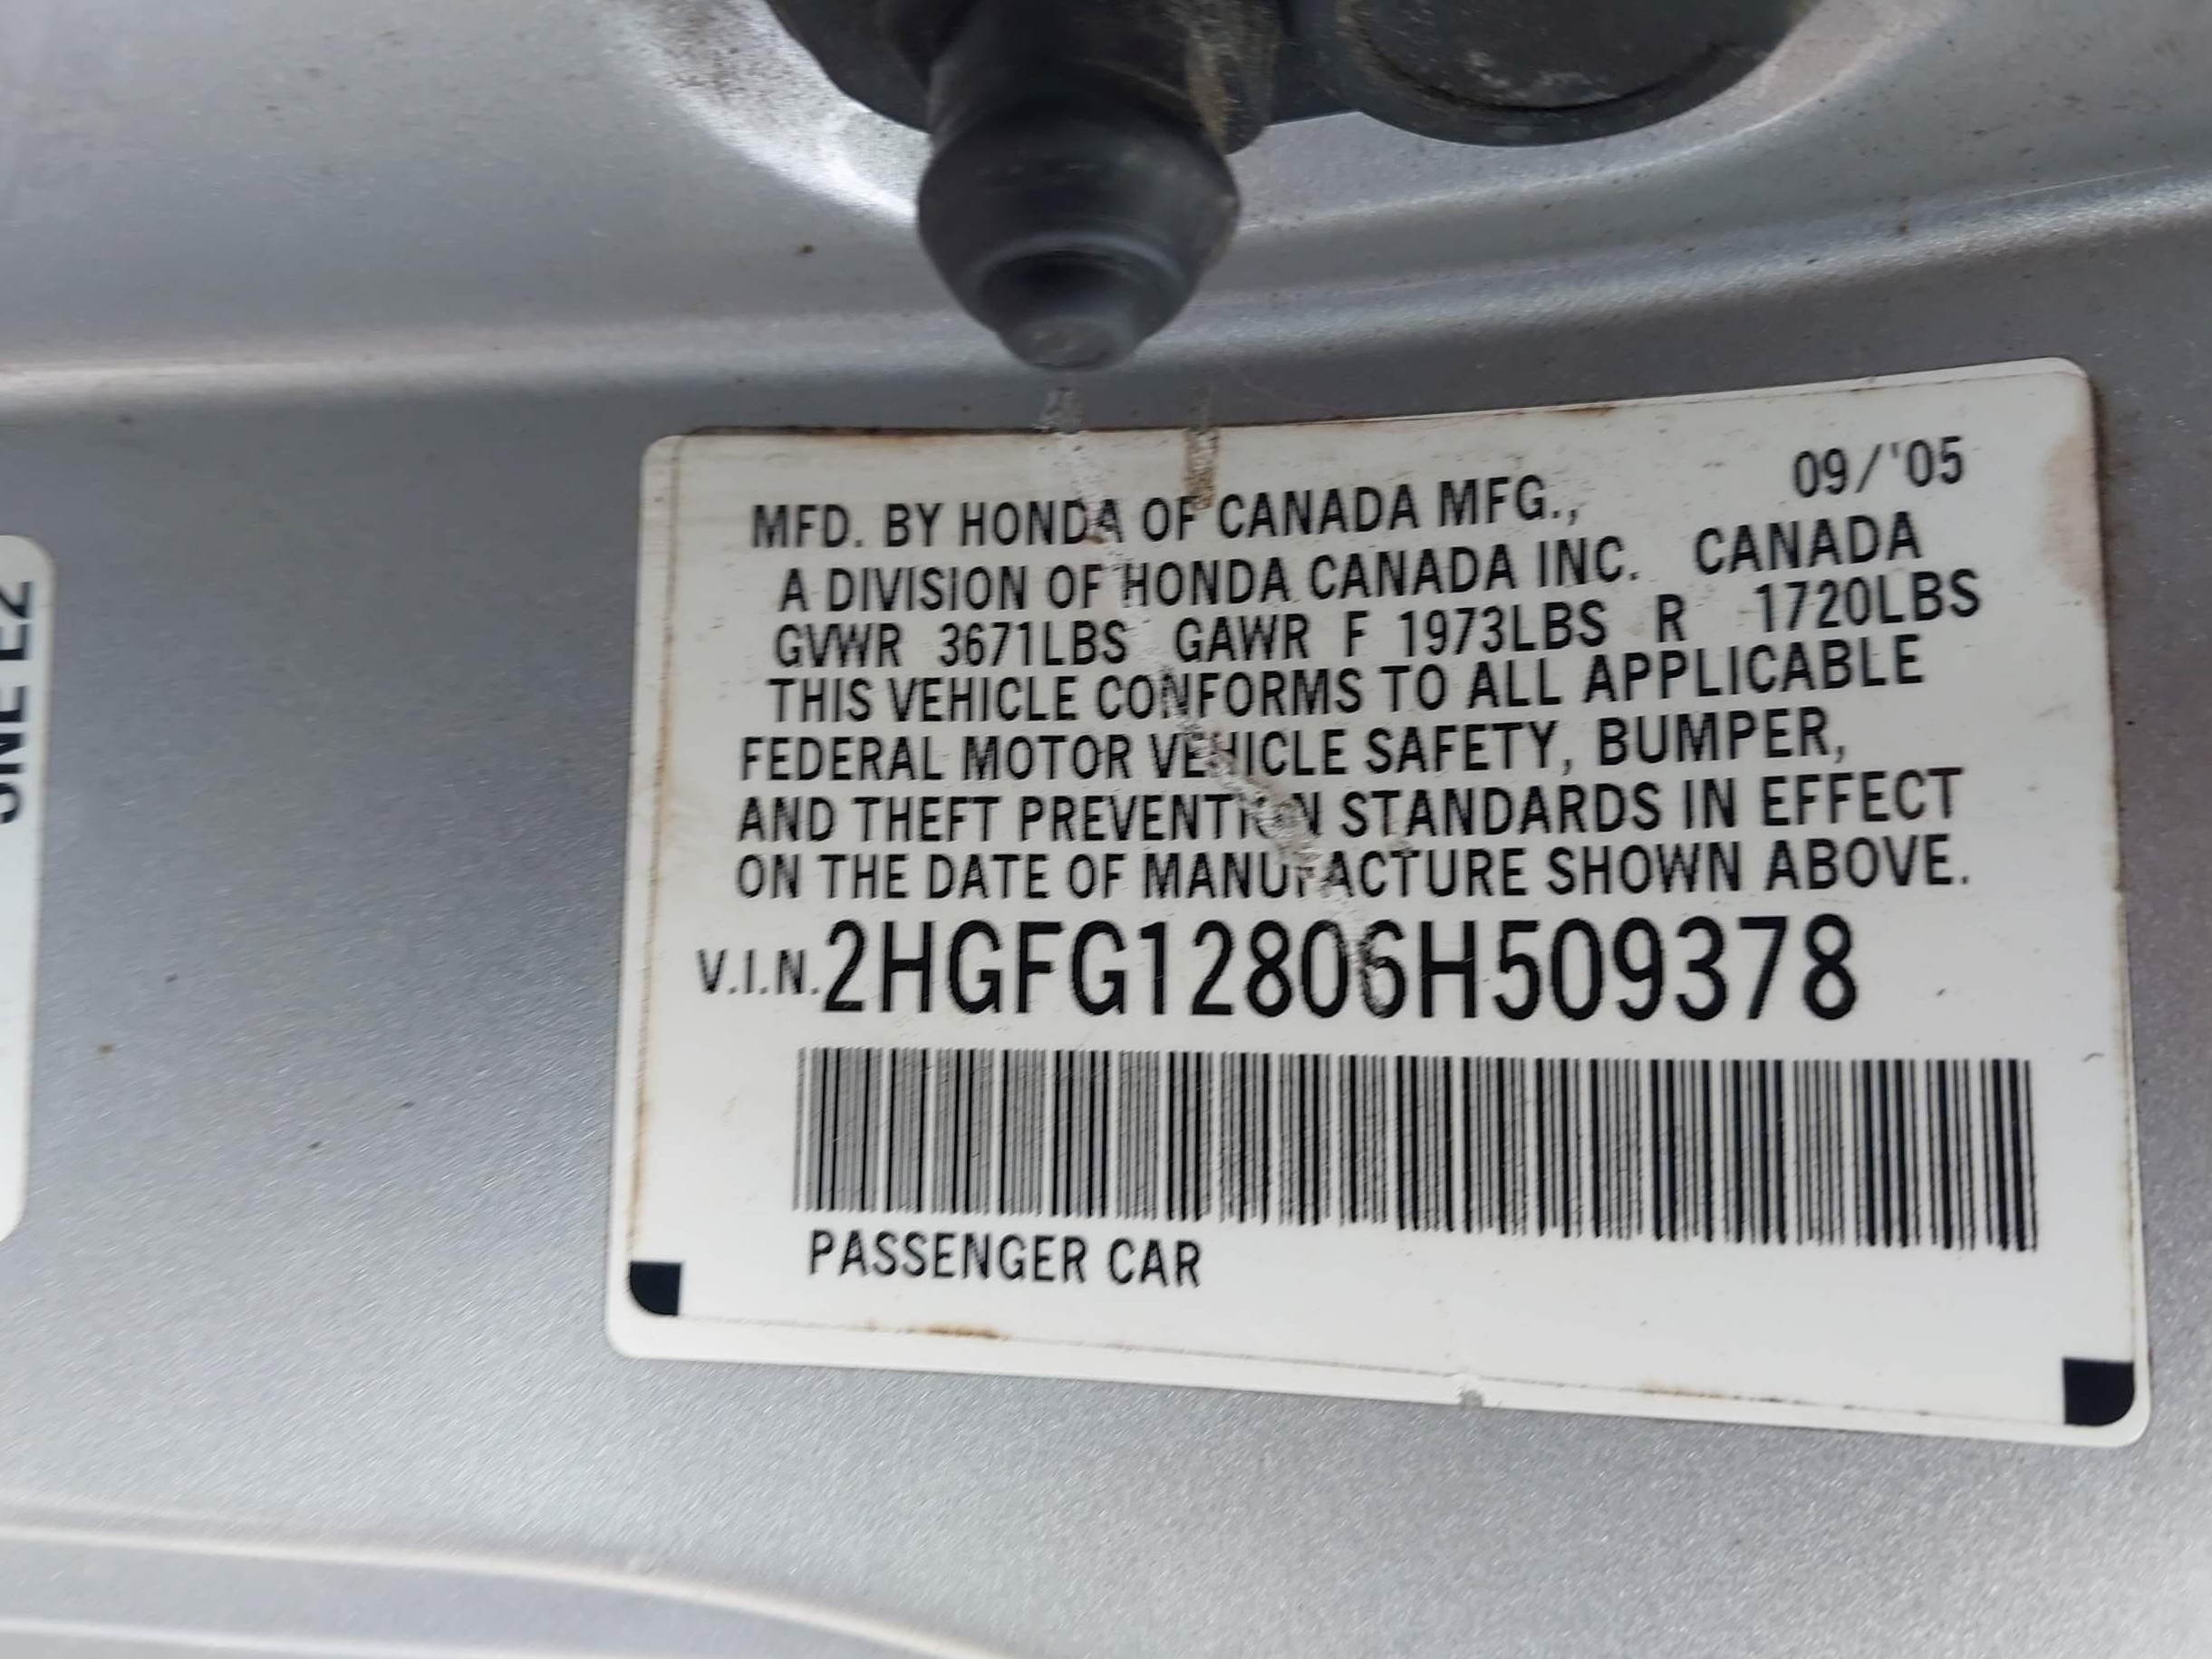 MFD. BY HONDA OF CANADA MFG., 09/'05
A DIVISION OF HONDA CANADA INC. CANADA
GVWR 3671LBS GAWR F 1973LBS R 1720LBS
THIS VEHICLE CONFORMS TO ALL APPLICABLE
FEDERAL MOTOR VEHICLE SAFETY, BUMPER,
AND THEFT PREVENTION STANDARDS IN EFFECT
ON THE DATE OF MANUFACTURE SHOWN ABOVE.
V.I.N. 2HGFG12806H509378
PASSENGER CAR